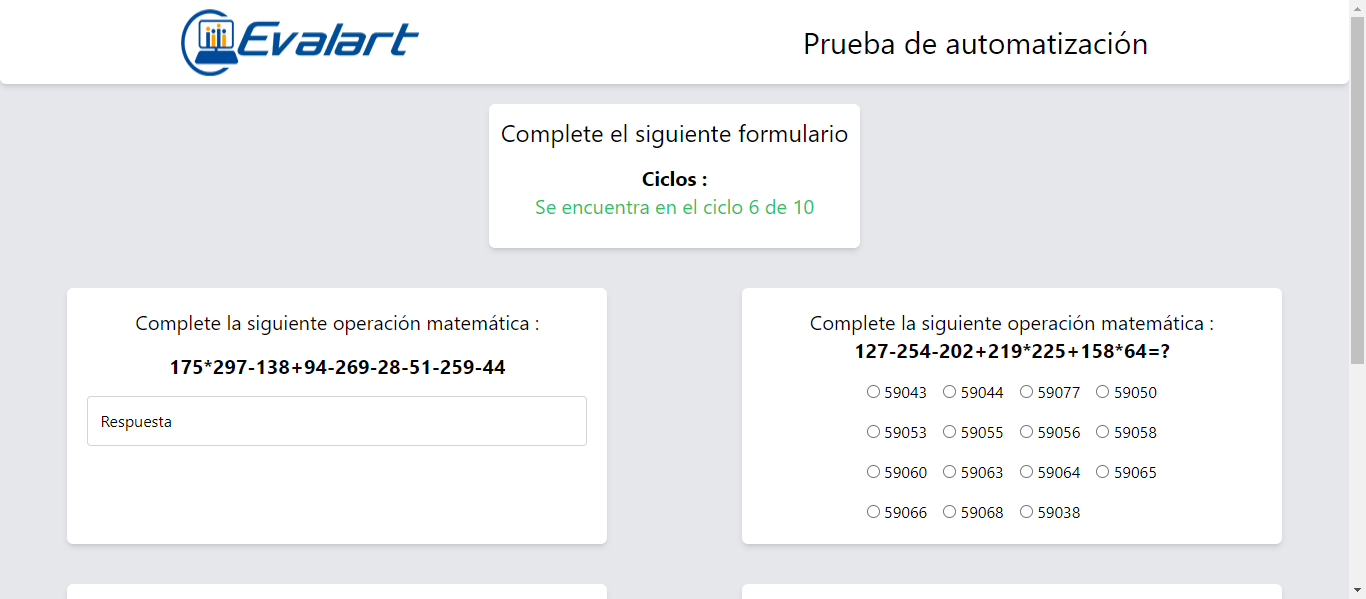 Evalart
Prueba de automatización
Complete el siguiente formulario
Ciclos :
Se encuentra en el ciclo 6 de 10
Complete la siguiente operación matemática :
175*297-138+94-269-28-51-259-44
Respuesta
Complete la siguiente operación matemática :
127-254-202+219*225+158*64=?
59043 59044 59077 59050
59053 59055 59056 59058
59060 59063 59064 59065
59066 59068 59038